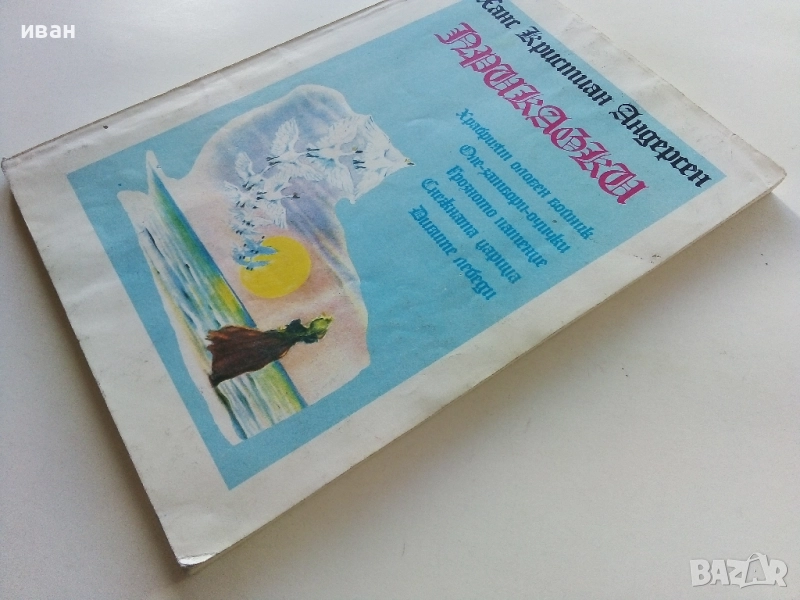 иван
Ханс Кристиан Андерсен
ПРИКАЗКИ
Храбрият оловен войник
Оле-затвори-очички
Грозното патенце
Снежната царица
Дивите лебеди
BAZAR